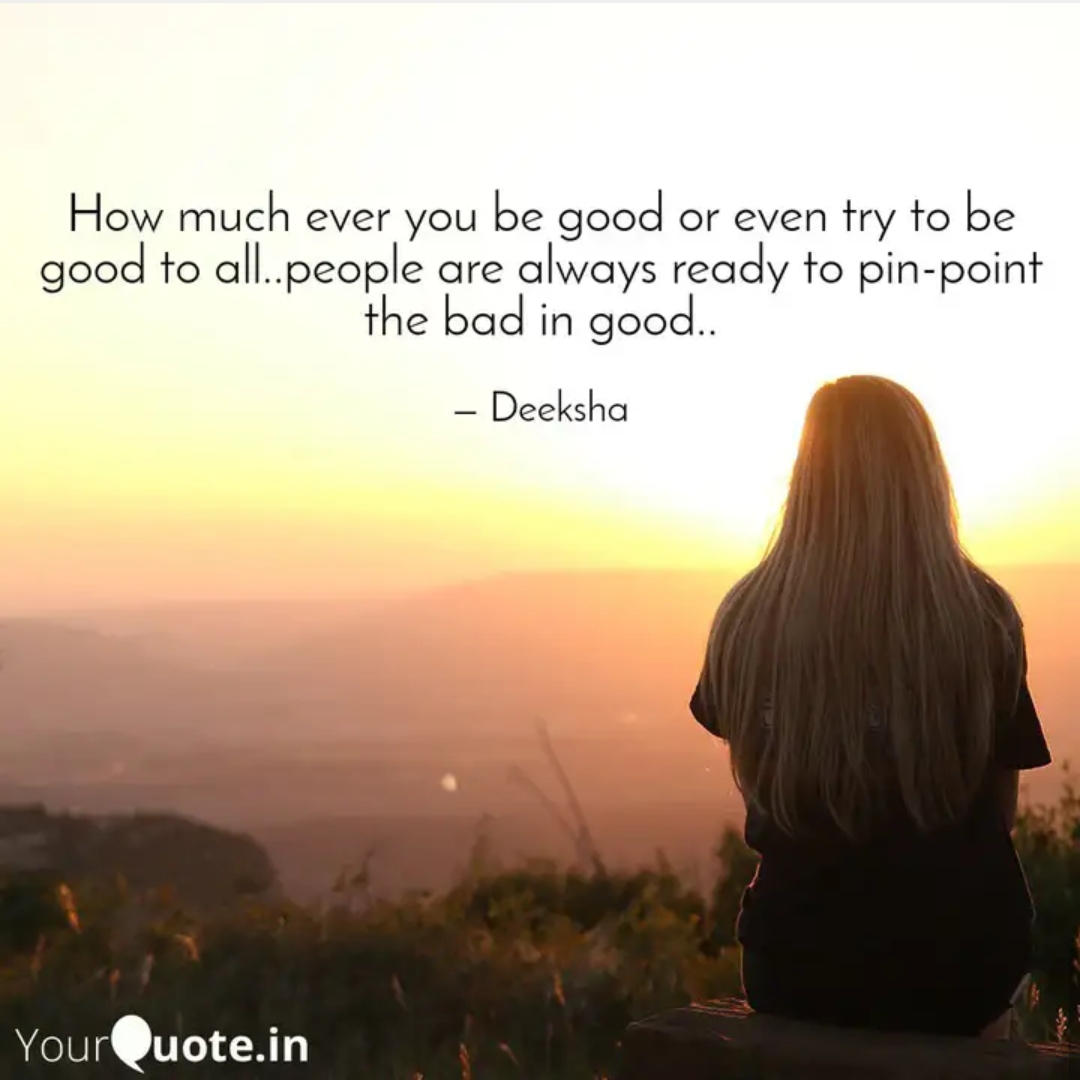 How much ever you be good or even try to be
good to all..people are always ready to pin-point
the bad in good..
– Deeksha
YourQuote.in